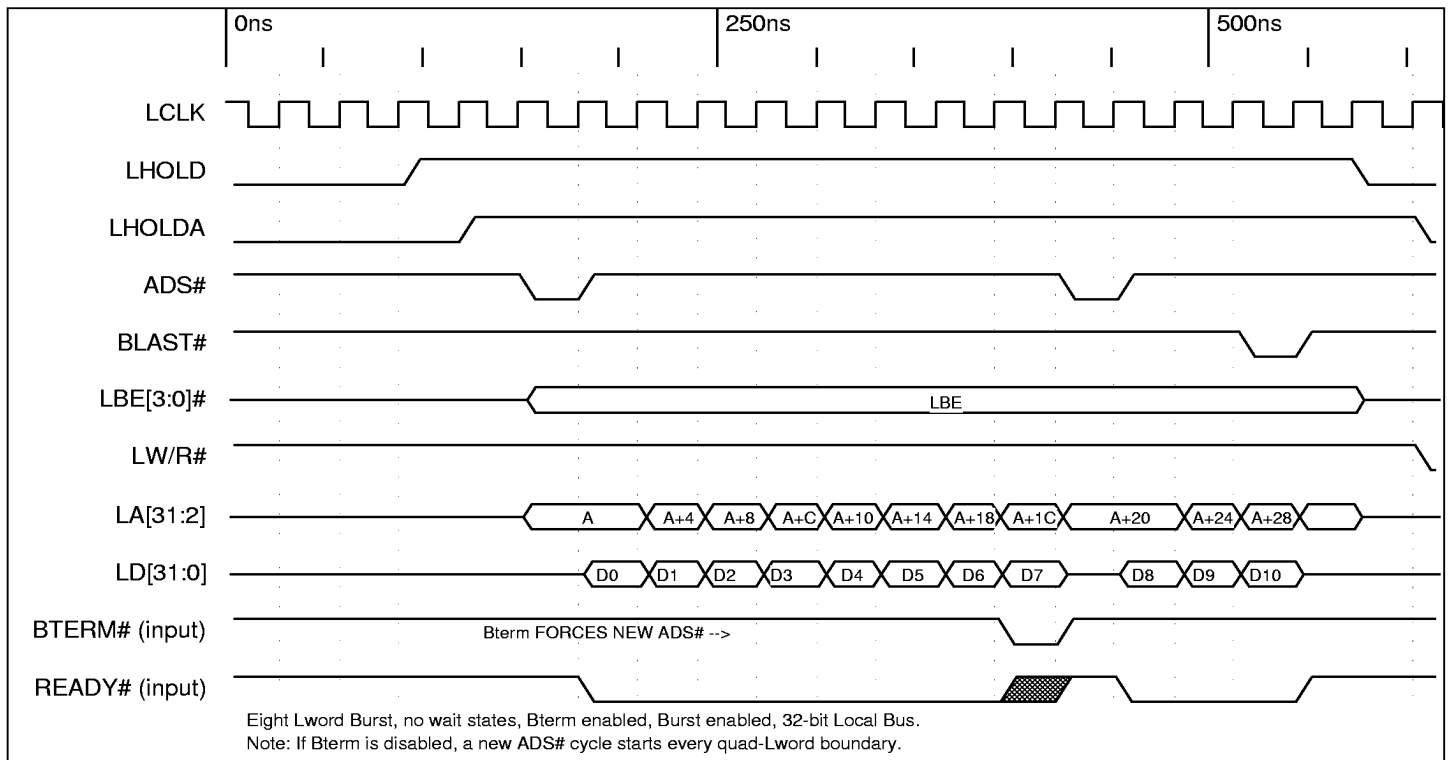 0ns 250ns 500ns
LCLK
LHOLD
LHOLDA
ADS#
BLAST#
LBE[3:0]# LBE
LW/R#
LA[31:2] A A+4 A+8 A+C A+10 A+14 A+18 A+1C A+20 A+24 A+28
LD[31:0] D0 D1 D2 D3 D4 D5 D6 D7 D8 D9 D10
BTERM# (input) Bterm FORCES NEW ADS# -->
READY# (input)
Eight Lword Burst, no wait states, Bterm enabled, Burst enabled, 32-bit Local Bus.
Note: If Bterm is disabled, a new ADS# cycle starts every quad-Lword boundary.